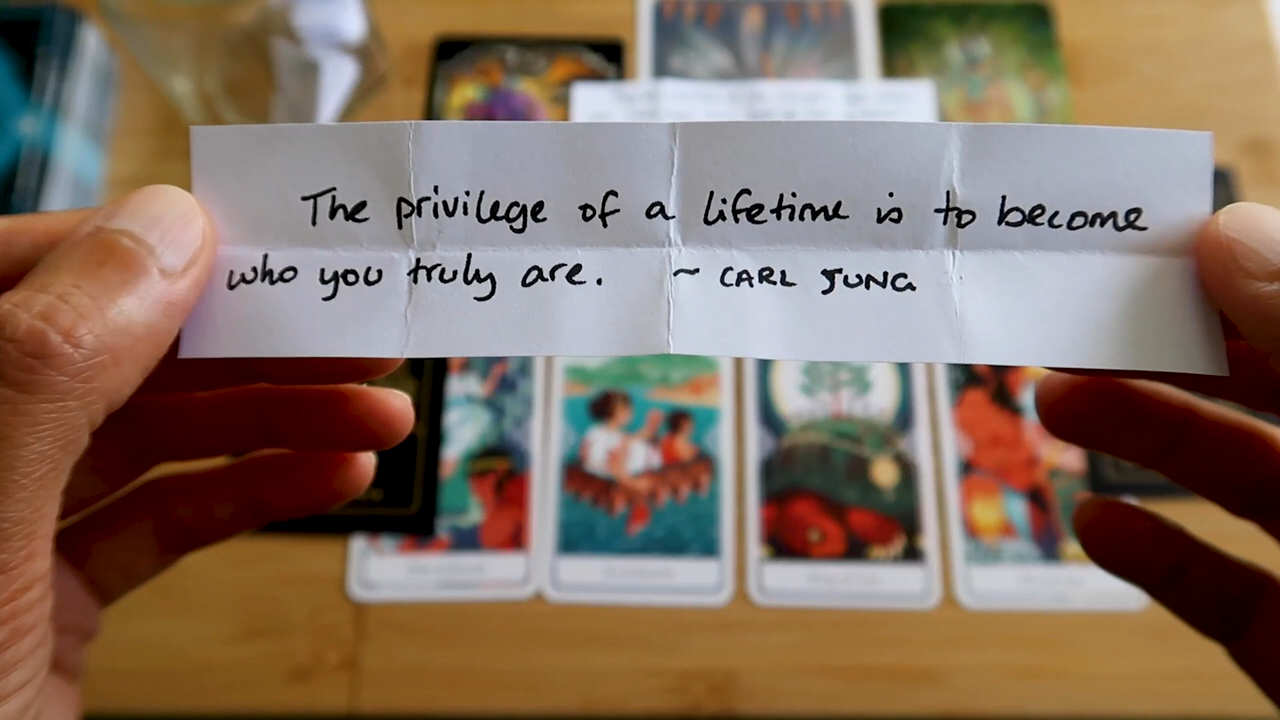 The privilege of a lifetime is to become
who you truly are. ~ CARL JUNG